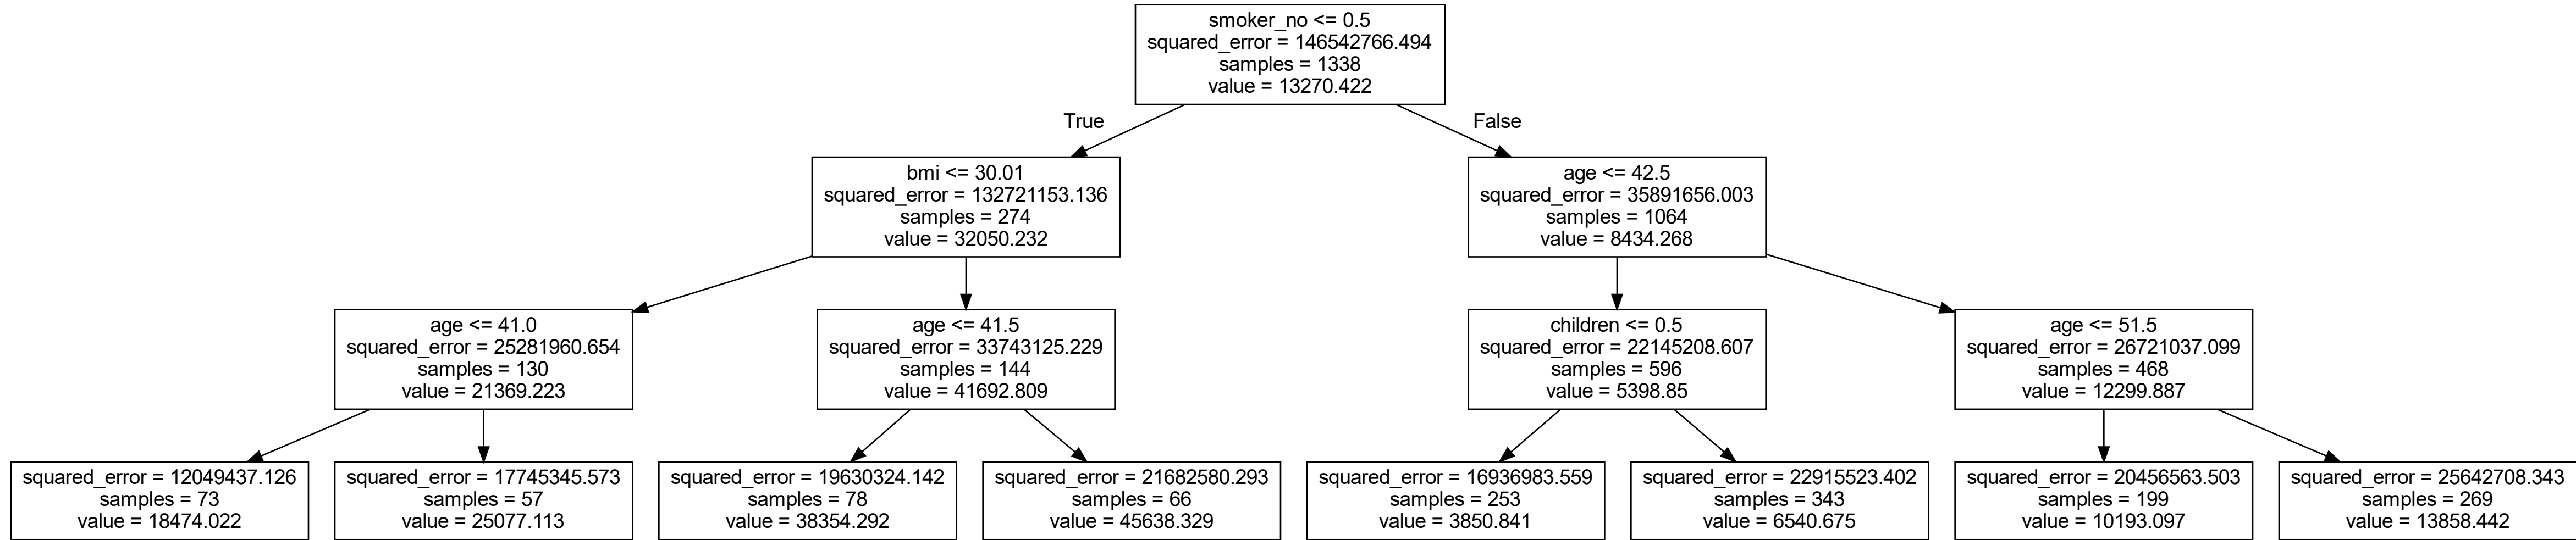 smoker_no <= 0.5
squared_error = 146542766.494
samples = 1338
value = 13270.422
True
False
bmi <= 30.01
squared_error = 132721153.136
samples = 274
value = 32050.232
age <= 42.5
squared_error = 35891656.003
samples = 1064
value = 8434.268
age <= 41.0
squared_error = 25281960.654
samples = 130
value = 21369.223
age <= 41.5
squared_error = 33743125.229
samples = 144
value = 41692.809
children <= 0.5
squared_error = 22145208.607
samples = 596
value = 5398.85
age <= 51.5
squared_error = 26721037.099
samples = 468
value = 12299.887
squared_error = 12049437.126
samples = 73
value = 18474.022
squared_error = 17745345.573
samples = 57
value = 25077.113
squared_error = 19630324.142
samples = 78
value = 38354.292
squared_error = 21682580.293
samples = 66
value = 45638.329
squared_error = 16936983.559
samples = 253
value = 3850.841
squared_error = 22915523.402
samples = 343
value = 6540.675
squared_error = 20456563.503
samples = 199
value = 10193.097
squared_error = 25642708.343
samples = 269
value = 13858.442